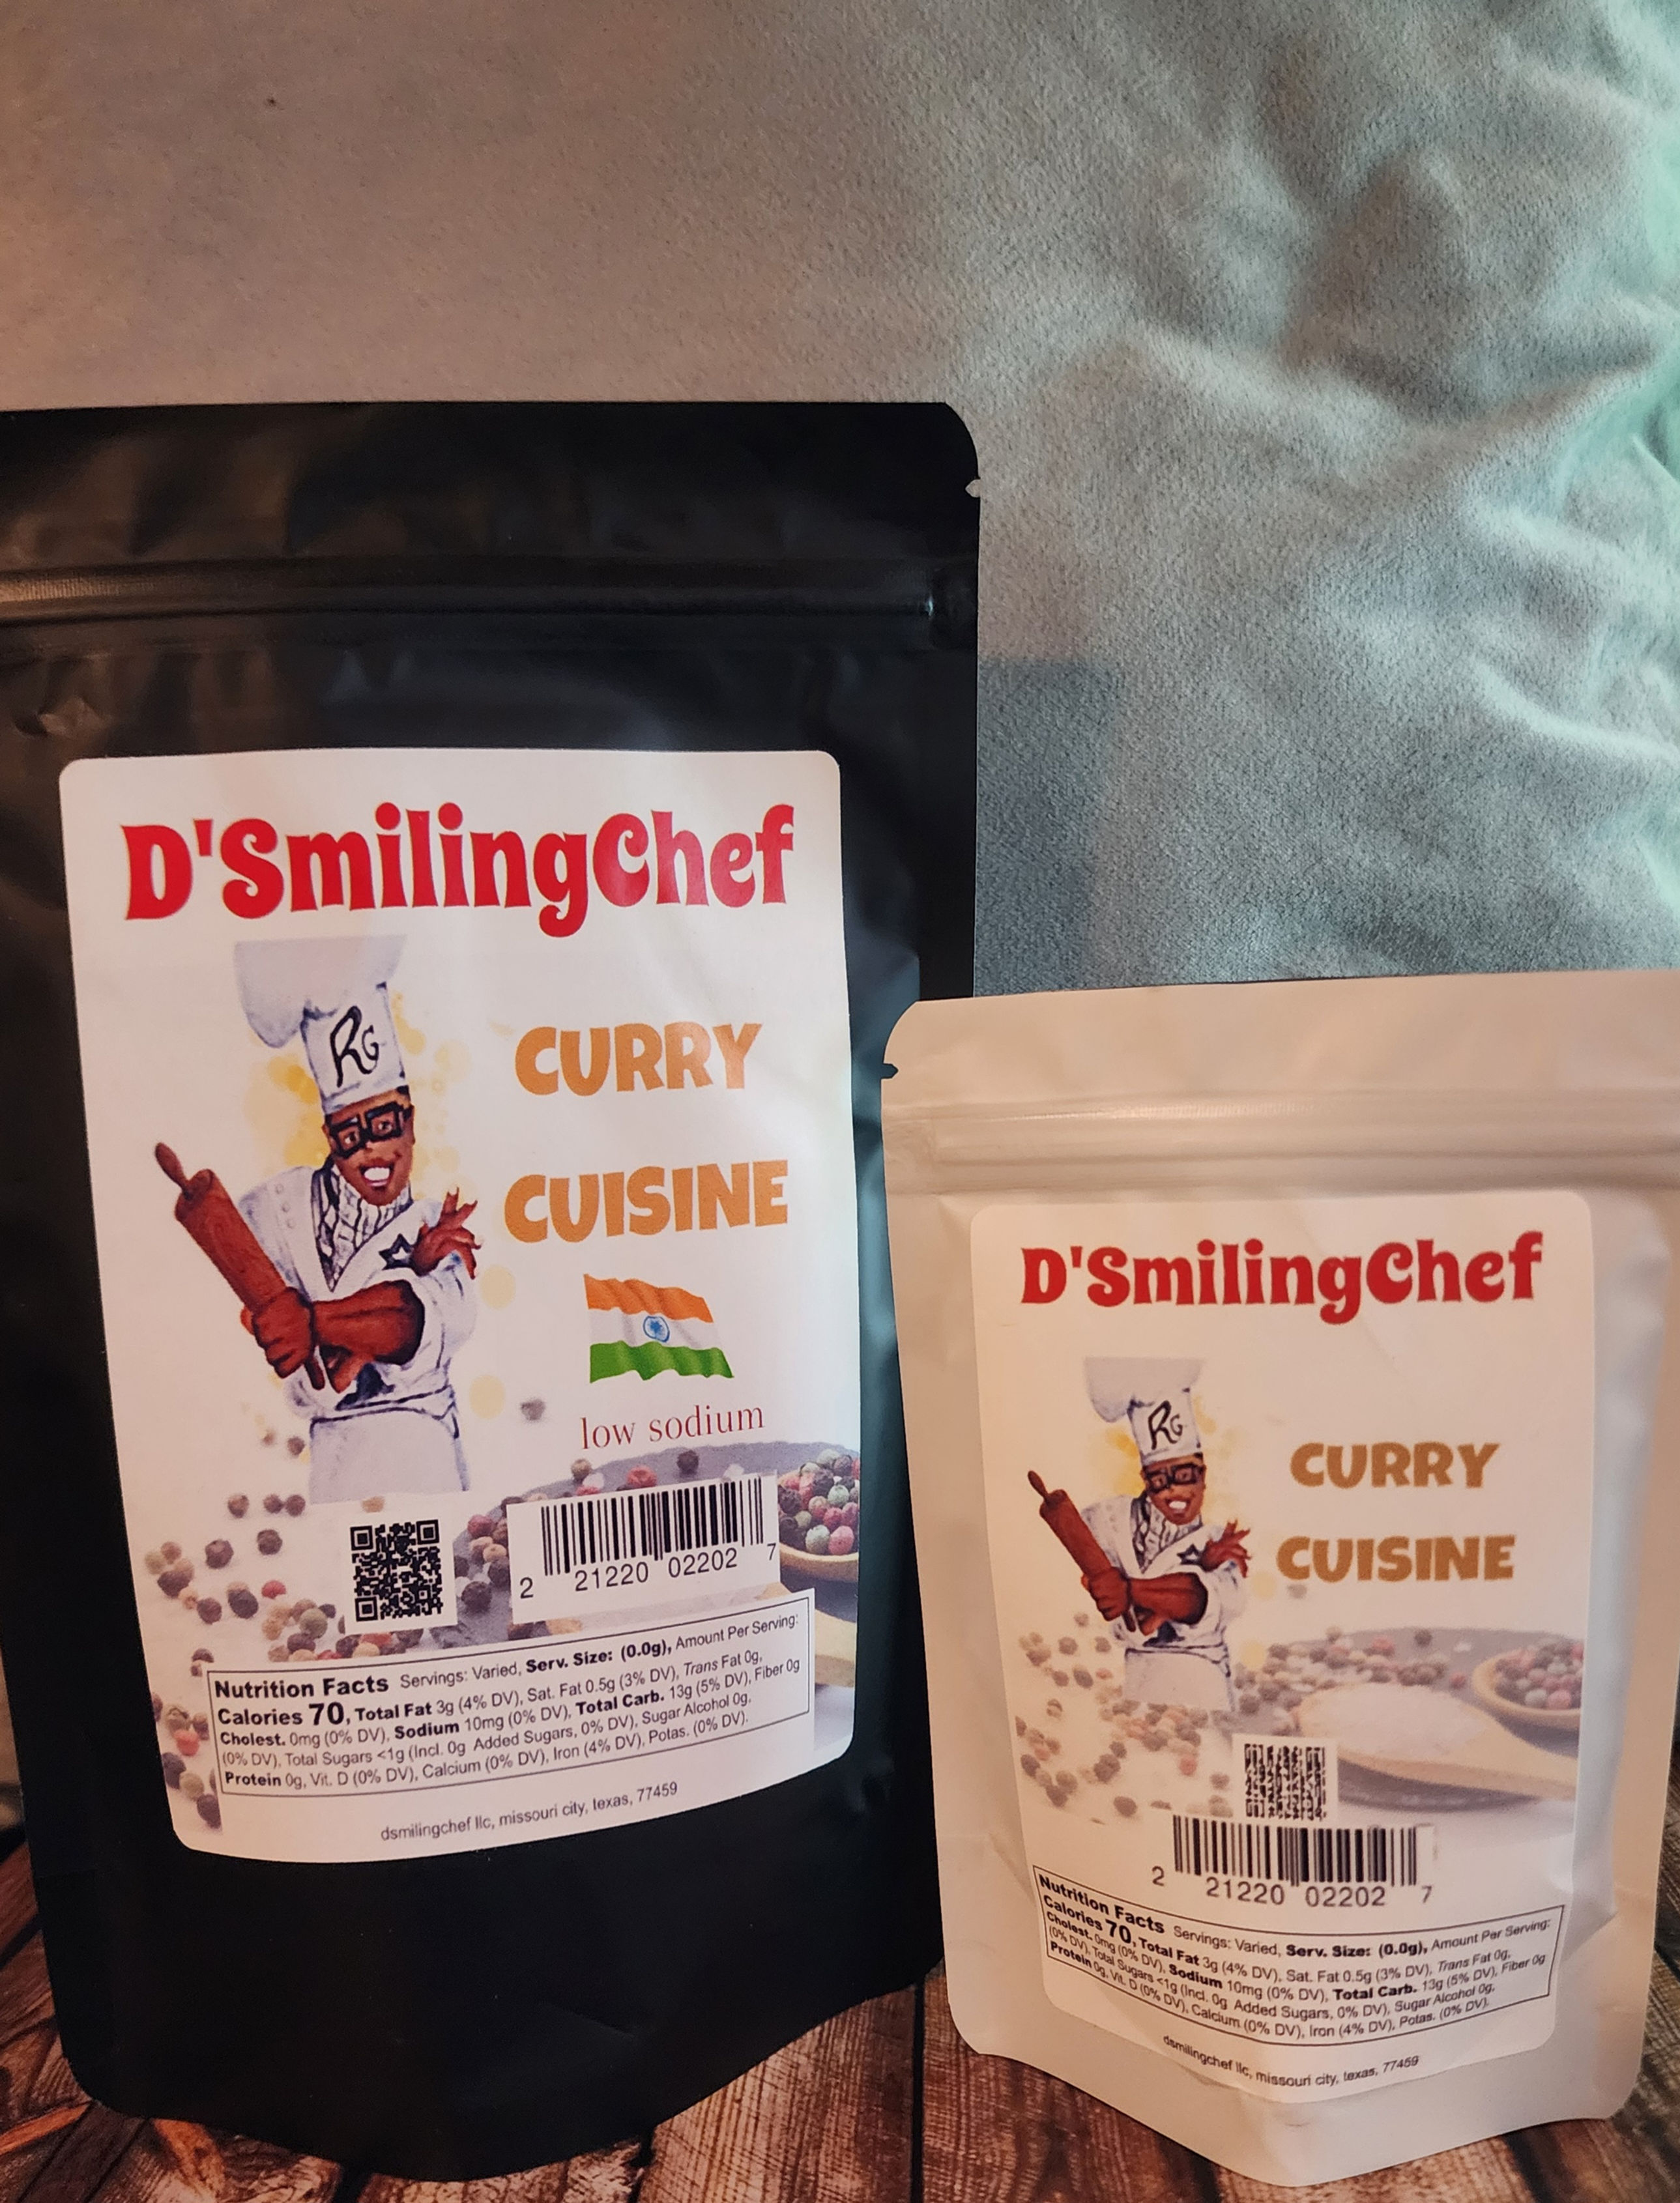 D'SmilingChef
RG
CURRY
CUISINE
low sodium
2 21220 02202 7
Nutrition Facts Servings: Varied, Serv. Size: (0.0g), Amount Per Serving:
Calories 70, Total Fat 3g (4% DV), Sat. Fat 0.5g (3% DV), Trans Fat 0g,
Cholest. 0mg (0% DV), Sodium 10mg (0% DV), Total Carb. 13g (5% DV), Fiber 0g
(0% DV), Total Sugars <1g (Incl. 0g Added Sugars, 0% DV), Sugar Alcohol 0g,
Protein 0g, Vit. D (0% DV), Calcium (0% DV), Iron (4% DV), Potas. (0% DV).
dsmilingchef llc, missouri city, texas, 77459
D'SmilingChef
RG
CURRY
CUISINE
2 21220 02202 7
Nutrition Facts Servings: Varied, Serv. Size: (0.0g), Amount Per Serving:
Calories 70, Total Fat 3g (4% DV), Sat. Fat 0.5g (3% DV), Trans Fat 0g,
Cholest. 0mg (0% DV), Sodium 10mg (0% DV), Total Carb. 13g (5% DV), Fiber 0g
(0% DV), Total Sugars <1g (Incl. 0g Added Sugars, 0% DV), Sugar Alcohol 0g,
Protein 0g, Vit. D (0% DV), Calcium (0% DV), Iron (4% DV), Potas. (0% DV).
dsmilingchef llc, missouri city, texas, 77459